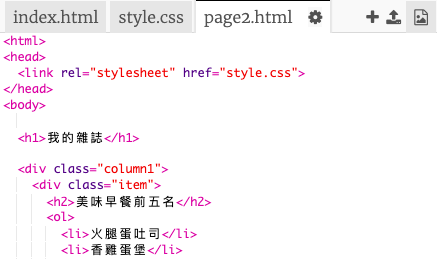 index.html style.css page2.html
<html>
<head>
<link rel="stylesheet" href="style.css">
</head>
<body>
<h1>我的雜誌</h1>
<div class="column1">
<div class="item">
<h2>美味早餐前五名</h2>
<ol>
<li>火腿蛋吐司</li>
<li>香雞蛋堡</li>